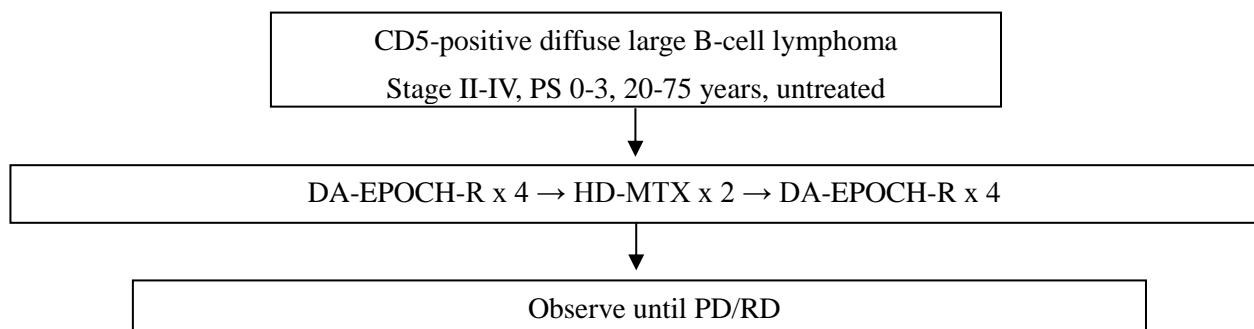 CD5-positive diffuse large B-cell lymphoma
Stage II-IV, PS 0-3, 20-75 years, untreated
DA-EPOCH-R x 4 → HD-MTX x 2 → DA-EPOCH-R x 4
Observe until PD/RD